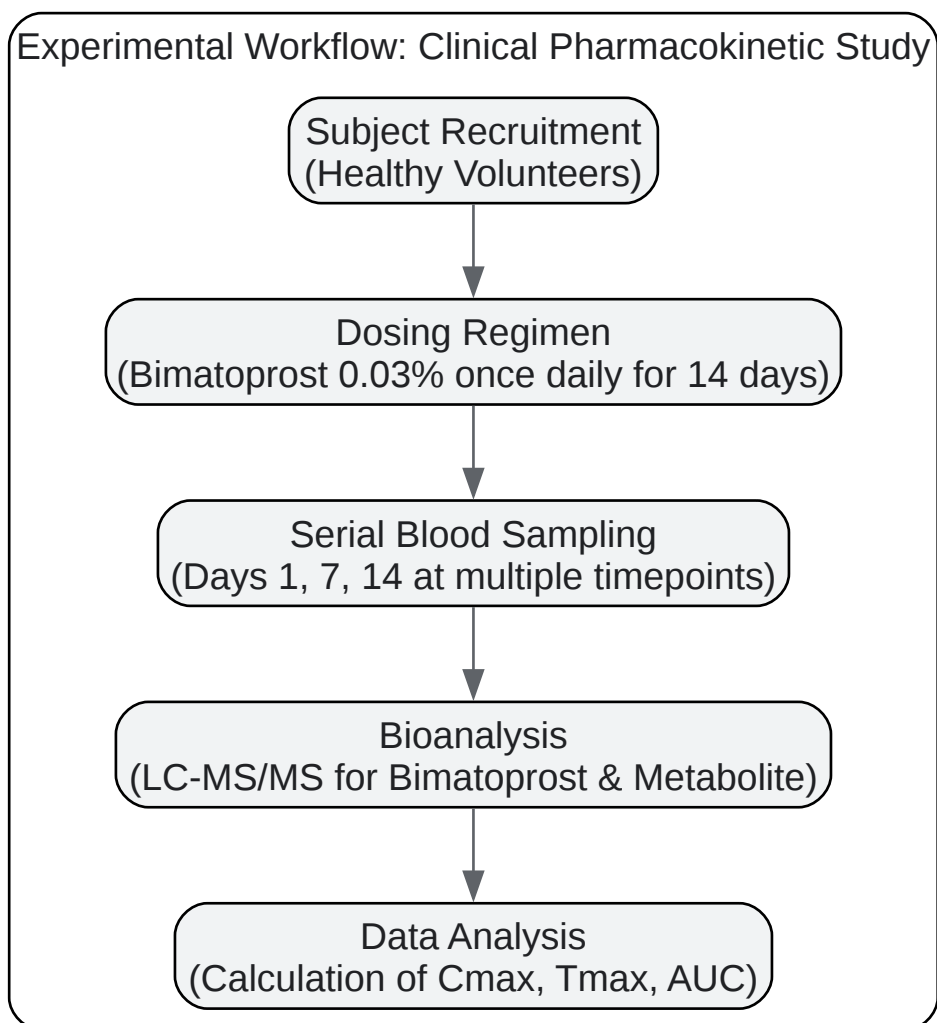 Experimental Workflow: Clinical Pharmacokinetic Study
Subject Recruitment
(Healthy Volunteers)
Dosing Regimen
(Bimatoprost 0.03% once daily for 14 days)
Serial Blood Sampling
(Days 1, 7, 14 at multiple timepoints)
Bioanalysis
(LC-MS/MS for Bimatoprost & Metabolite)
Data Analysis
(Calculation of Cmax, Tmax, AUC)